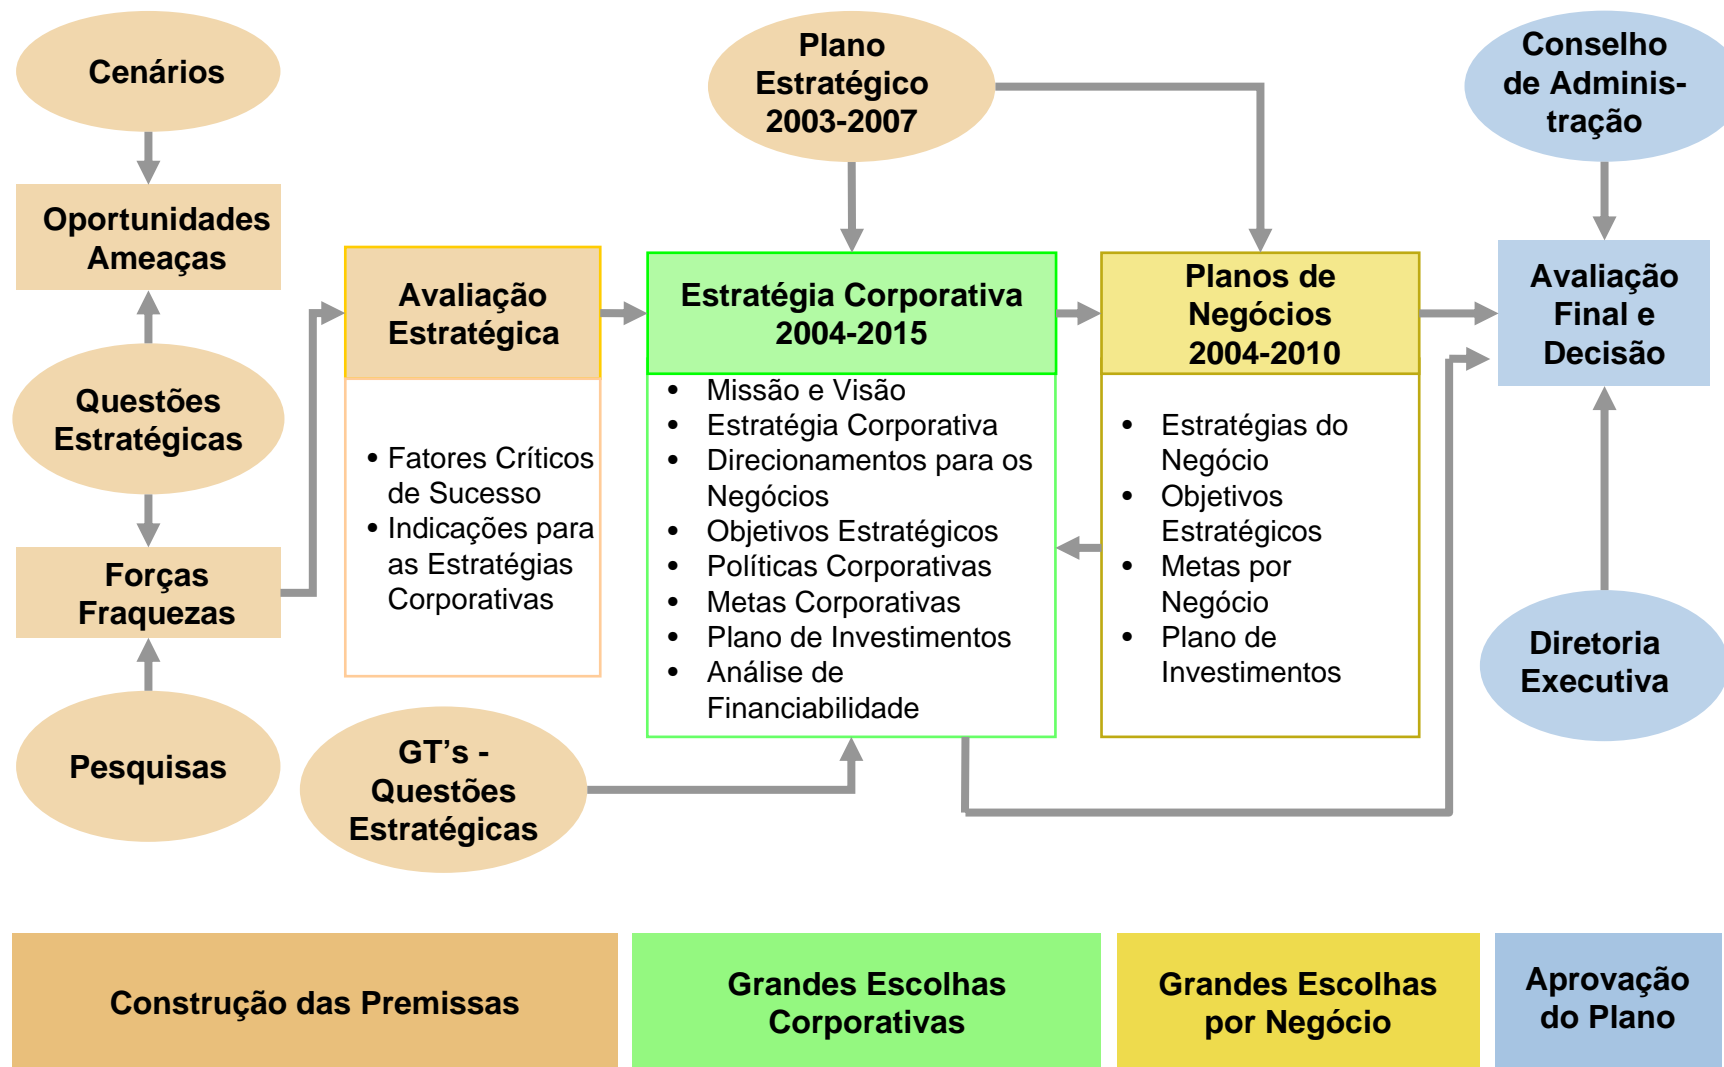 Cenários
Oportunidades
Ameaças
Questões
Estratégicas
Forças
Fraquezas
Pesquisas
Avaliação
Estratégica
• Fatores Críticos
de Sucesso
• Indicações para
as Estratégias
Corporativas
GT’s -
Questões
Estratégicas
Plano
Estratégico
2003-2007
Estratégia Corporativa
2004-2015
• Missão e Visão
• Estratégia Corporativa
• Direcionamentos para os
Negócios
• Objetivos Estratégicos
• Políticas Corporativas
• Metas Corporativas
• Plano de Investimentos
• Análise de
Financiabilidade
Planos de
Negócios
2004-2010
• Estratégias do
Negócio
• Objetivos
Estratégicos
• Metas por
Negócio
• Plano de
Investimentos
Conselho
de Adminis-
tração
Avaliação
Final e
Decisão
Diretoria
Executiva
Construção das Premissas
Grandes Escolhas
Corporativas
Grandes Escolhas
por Negócio
Aprovação
do Plano